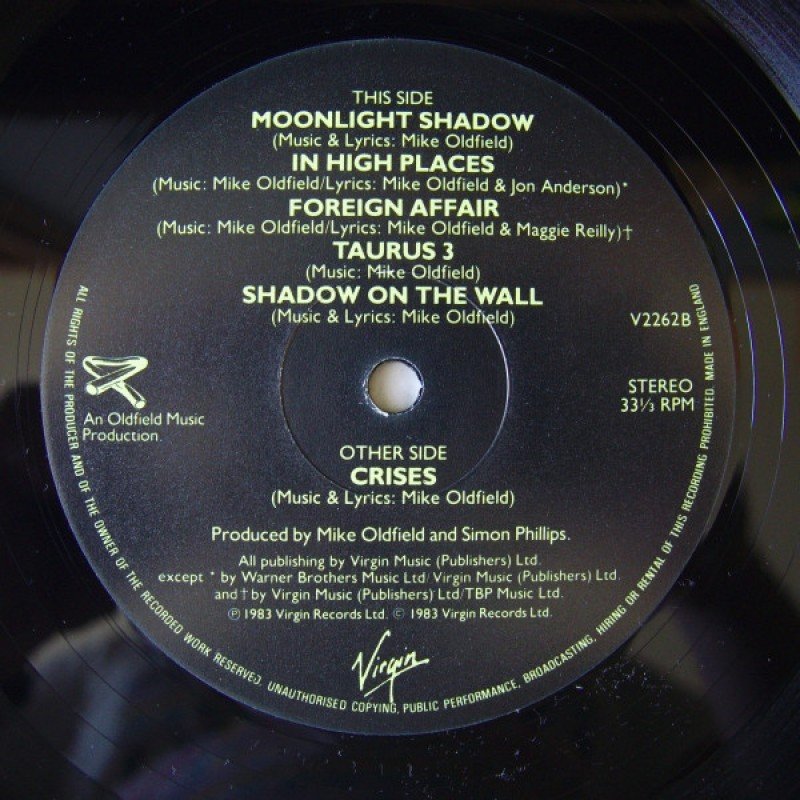 THIS SIDE
MOONLIGHT SHADOW
(Music & Lyrics: Mike Oldfield)
IN HIGH PLACES
(Music: Mike Oldfield/Lyrics: Mike Oldfield & Jon Anderson)*
FOREIGN AFFAIR
(Music: Mike Oldfield/Lyrics: Mike Oldfield & Maggie Reilly)†
TAURUS 3
(Music: Mike Oldfield)
SHADOW ON THE WALL
(Music & Lyrics: Mike Oldfield)
V2262B
STEREO
33⅓ RPM
An Oldfield Music
Production.
OTHER SIDE
CRISES
(Music & Lyrics: Mike Oldfield)
Produced by Mike Oldfield and Simon Phillips.
All publishing by Virgin Music (Publishers) Ltd.
except * by Warner Brothers Music Ltd/Virgin Music (Publishers) Ltd.
and † by Virgin Music (Publishers) Ltd/TBP Music Ltd.
℗ 1983 Virgin Records Ltd. © 1983 Virgin Records Ltd.
Virgin
ALL RIGHTS OF THE PRODUCER AND OF THE OWNER OF THE RECORDED WORK RESERVED. UNAUTHORISED COPYING, PUBLIC PERFORMANCE, BROADCASTING, HIRING OR RENTAL OF THIS RECORDING PROHIBITED. MADE IN ENGLAND